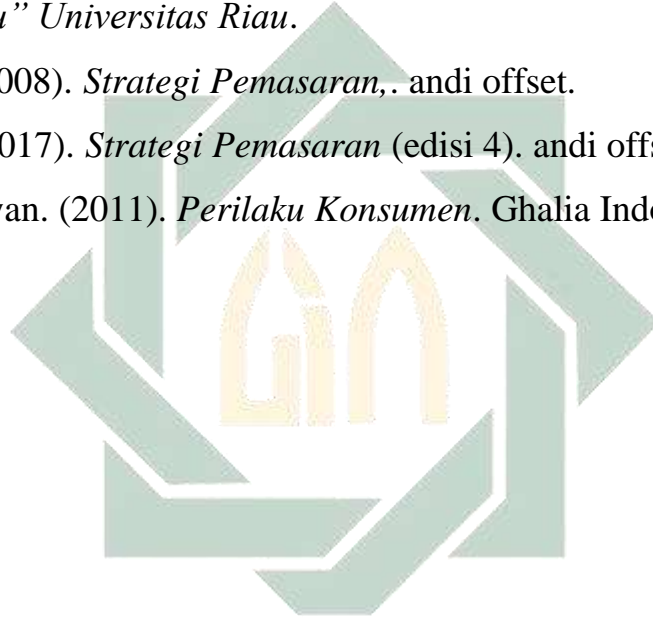 u” Universitas Riau.
008). Strategi Pemasaran,. andi offset.
017). Strategi Pemasaran (edisi 4). andi offs
van. (2011). Perilaku Konsumen. Ghalia Indo
uin